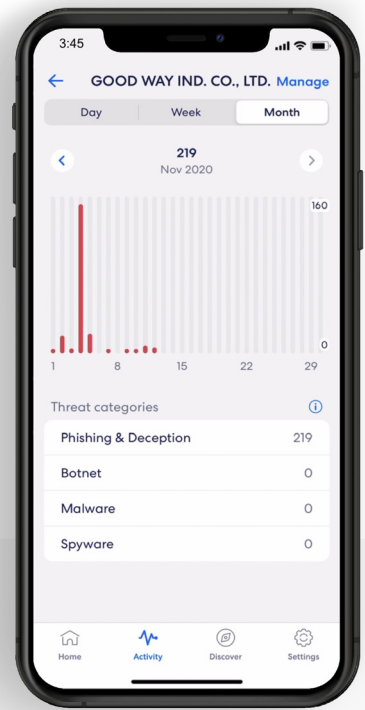 3:45
GOOD WAY IND. CO., LTD. Manage
Day Week Month
219
Nov 2020
160
0
1 8 15 22 29
Threat categories
Phishing & Deception 219
Botnet 0
Malware 0
Spyware 0
Home Activity Discover Settings